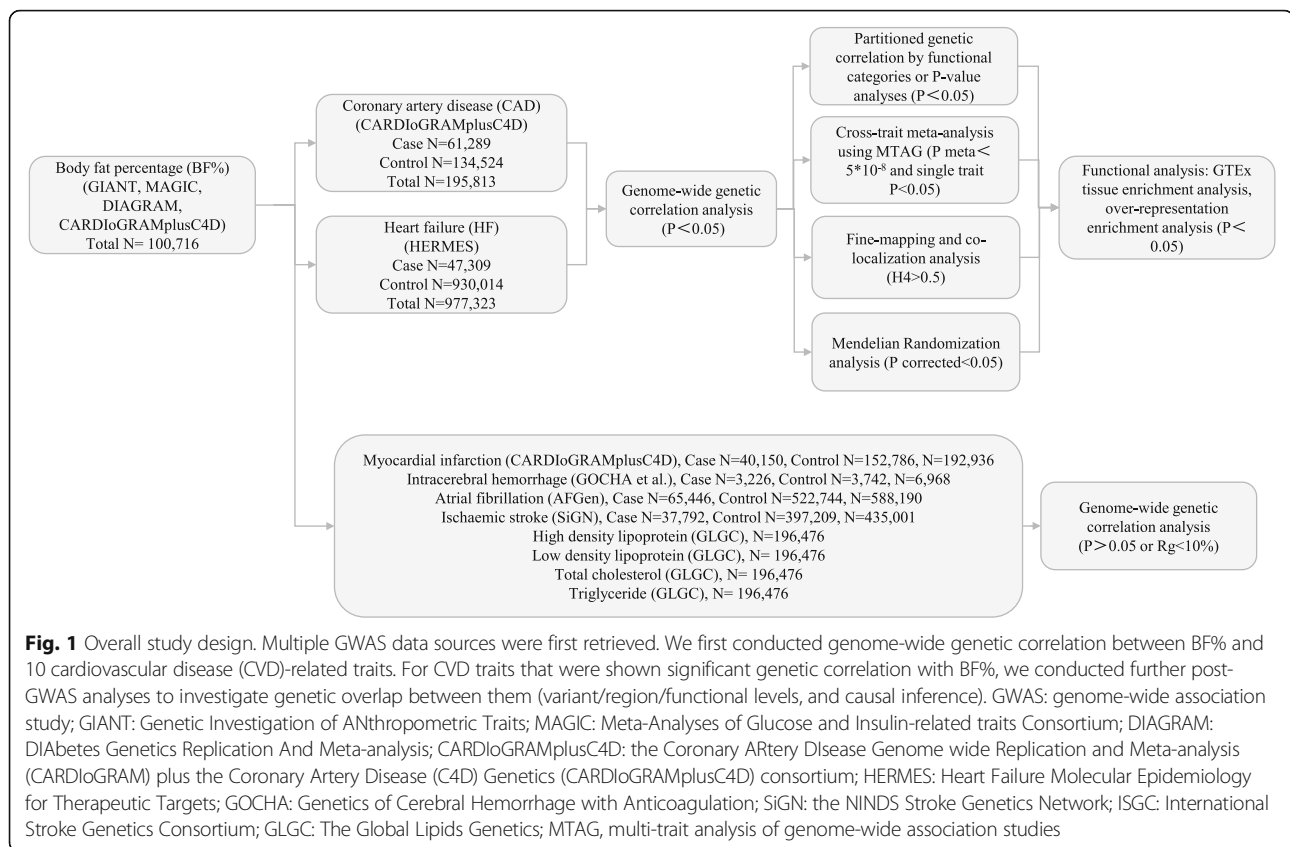 Body fat percentage (BF%)
(GIANT, MAGIC,
DIAGRAM,
CARDIoGRAMplusC4D)
Total N= 100,716
Coronary artery disease (CAD)
(CARDIoGRAMplusC4D)
Case N=61,289
Control N=134,524
Total N=195,813
Heart failure (HF)
(HERMES)
Case N=47,309
Control N=930,014
Total N=977,323
Genome-wide genetic
correlation analysis
(P＜0.05)
Partitioned genetic
correlation by functional
categories or P-value
analyses (P＜0.05)
Cross-trait meta-analysis
using MTAG (P meta＜
5*10-8 and single trait
P<0.05)
Fine-mapping and co-
localization analysis
(H4>0.5)
Mendelian Randomization
analysis (P corrected<0.05)
Functional analysis: GTEx
tissue enrichment analysis,
over-representation
enrichment analysis (P＜
0.05)
Myocardial infarction (CARDIoGRAMplusC4D), Case N=40,150, Control N=152,786, N=192,936
Intracerebral hemorrhage (GOCHA et al.), Case N=3,226, Control N=3,742, N=6,968
Atrial fibrillation (AFGen), Case N=65,446, Control N=522,744, N=588,190
Ischaemic stroke (SiGN), Case N=37,792, Control N=397,209, N=435,001
High density lipoprotein (GLGC), N=196,476
Low density lipoprotein (GLGC), N= 196,476
Total cholesterol (GLGC), N= 196,476
Triglyceride (GLGC), N= 196,476
Genome-wide genetic
correlation analysis
(P＞0.05 or Rg<10%)
Fig. 1 Overall study design. Multiple GWAS data sources were first retrieved. We first conducted genome-wide genetic correlation between BF% and
10 cardiovascular disease (CVD)-related traits. For CVD traits that were shown significant genetic correlation with BF%, we conducted further post-
GWAS analyses to investigate genetic overlap between them (variant/region/functional levels, and causal inference). GWAS: genome-wide association
study; GIANT: Genetic Investigation of ANthropometric Traits; MAGIC: Meta-Analyses of Glucose and Insulin-related traits Consortium; DIAGRAM:
DIAbetes Genetics Replication And Meta-analysis; CARDIoGRAMplusC4D: the Coronary ARtery DIsease Genome wide Replication and Meta-analysis
(CARDIoGRAM) plus the Coronary Artery Disease (C4D) Genetics (CARDIoGRAMplusC4D) consortium; HERMES: Heart Failure Molecular Epidemiology
for Therapeutic Targets; GOCHA: Genetics of Cerebral Hemorrhage with Anticoagulation; SiGN: the NINDS Stroke Genetics Network; ISGC: International
Stroke Genetics Consortium; GLGC: The Global Lipids Genetics; MTAG, multi-trait analysis of genome-wide association studies